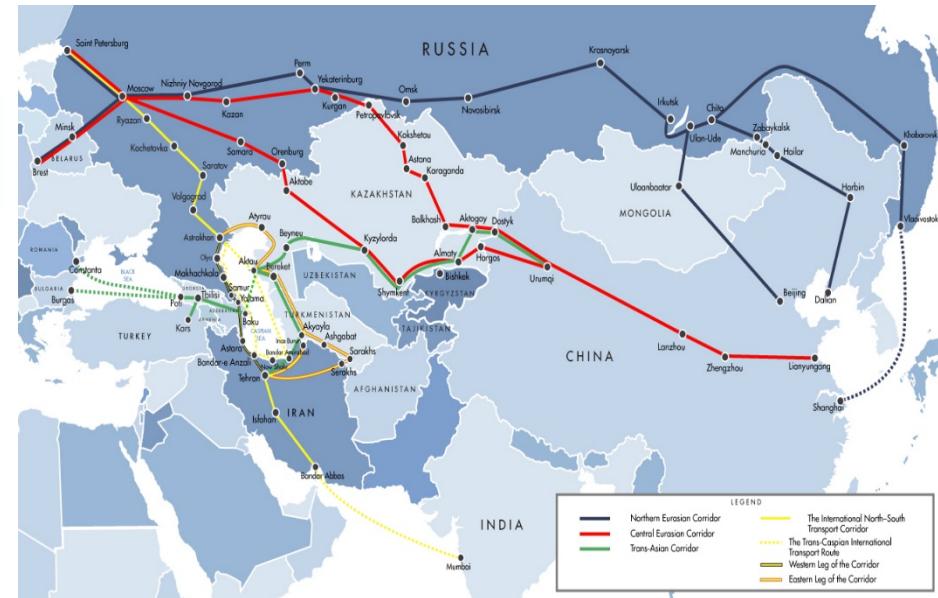 RUSSIA
Saint Petersburg
Moscow
Nizhniy Novgorod
Perm
Yekaterinburg
Krasnoyarsk
Omsk
Novosibirsk
Kazan
Kurgan
Petropavlovsk
Irkutsk
Chita
Ulan-Ude
Zabaykalsk
Manchuria
Hailar
Khabarovsk
Minsk
BELARUS
Brest
Ryazan
Kochetovka
Samara
Orenburg
Saratov
Aktobe
Kokshetau
Astana
Karaganda
KAZAKHSTAN
Ulaanbaatar
MONGOLIA
Harbin
Vladivostok
Volgograd
Atyrau
Astrakhan
Balkhash
Aktogay
Dostyk
Beyneu
Kyzylorda
ROMANIA
Constanta
BLACK
SEA
Olya
Aktau
Bereket
UZBEKISTAN
Almaty
Horgos
Bishkek
Urumqi
Makhachkala
Samur
Yalama
Shymkent
KYRGYZSTAN
Beijing
Dalian
BULGARIA
Burgas
GEORGIA
Poti
Tbilisi
Kars
ARMENIA
Baku
TURKMENISTAN
TAJIKISTAN
TURKEY
CASPIAN
SEA
Akyayla
Ashgabat
Lanzhou
Zhengzhou
Lianyungang
CHINA
Astara
Bandar-e Anzali
Sarakhs
Serakhs
Tehran
AFGHANISTAN
Shanghai
Isfahan
IRAN
Bandar Abbas
INDIA
Mumbai
LEGEND
Northern Eurasian Corridor
Central Eurasian Corridor
Trans-Asian Corridor
The International North–South
Transport Corridor
The Trans-Caspian International
Transport Route
Western Leg of the Corridor
Eastern Leg of the Corridor